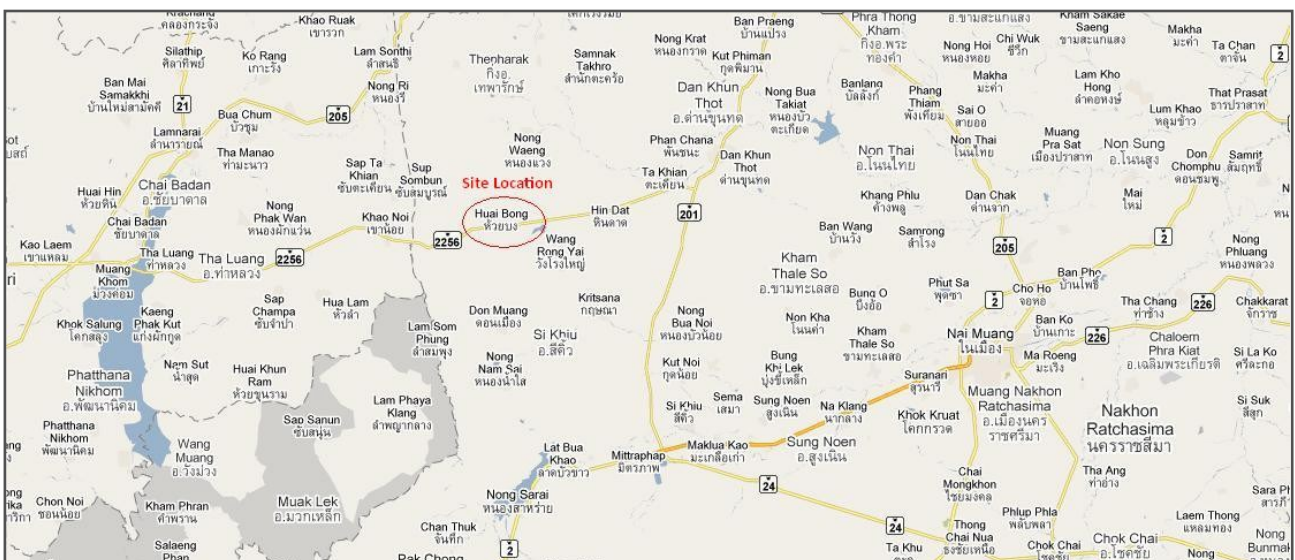 คลองกระจัง
Khao Ruak
เขารวก
Silathip
ศิลาทิพย์
Ko Rang
เกาะรัง
Lam Sonthi
ลำสนธิ
Thepharak
กิ่งอ.
เทพารักษ์
Samnak
Takhro
สำนักตะคร้อ
Nong Krat
หนองกราด
Ban Praeng
บ้านแปรง
Kut Phiman
กุดพิมาน
Phra Thong
Kham
กิ่งอ.พระ
ทองคำ
อ.ขามสะแกแสง
Nong Hoi
หนองหอย
Chi Wuk
ชีวึก
Kham Sakae
Saeng
ขามสะแกแสง
Makha
มะค่า
Ta Chan
ตาจั่น
2
Ban Mai
Samakkhi
บ้านใหม่สามัคคี
21
Bua Chum
บัวชุม
205
Nong Ri
หนองรี
Dan Khun
Thot
อ.ด่านขุนทด
Nong Bua
Takiat
หนองบัว
ตะเกียด
Banlang
บัลลังก์
Phang
Thiam
พังเทียม
Makha
มะค่า
Sai O
สายออ
Lam Kho
Hong
ลำคอหงษ์
That Prasat
ธารปราสาท
Lum Khao
หลุมข้าว
Lamnarai
ลำนารายณ์
Tha Manao
ท่ามะนาว
Sap Ta
Khian
ซับตะเคียน
Sup
Sombun
ซับสมบูรณ์
Nong
Waeng
หนองแวง
Phan Chana
พันชนะ
Ta Khian
ตะเคียน
Dan Khun
Thot
ด่านขุนทด
Non Thai
อ.โนนไทย
Non Thai
โนนไทย
Muang
Pra Sat
เมืองปราสาท
Non Sung
อ.โนนสูง
Don
Chomphu
ดอนชมพู
Samrit
สัมฤทธิ์
Huai Hin
ห้วยหิน
Chai Badan
อ.ชัยบาดาล
Chai Badan
ชัยบาดาล
Nong
Phak Wan
หนองผักแว่น
Khao Noi
เขาน้อย
Site Location
Huai Bong
ห้วยบง
Hin Dat
หินดาด
201
Khang Phlu
ค้างพลู
Dan Chak
ด่านจาก
Mai
ใหม่
Kao Laem
เขาแหลม
Tha Luang
ท่าหลวง
Tha Luang
อ.ท่าหลวง
2256
2256
Wang
Rong Yai
วังโรงใหญ่
Ban Wang
บ้านวัง
Samrong
สำโรง
205
2
Nong
Phluang
หนองพลวง
Muang
Khom
ม่วงค่อม
Sap
Champa
ซับจำปา
Hua Lam
หัวลำ
Don Muang
ดอนเมือง
Kritsana
กฤษณา
Kham
Thale So
อ.ขามทะเลสอ
Bung O
บึงอ้อ
Phut Sa
พุดซา
2
Cho Ho
จอหอ
Ban Pho
บ้านโพธิ์
Tha Chang
ท่าช้าง
226
Chakkarat
จักราช
Khok Salung
โคกสลุง
Kaeng
Phak Kut
แก่งผักกูด
Lam Som
Phung
ลำสมพุง
Si Khiu
อ.สีคิ้ว
Nong
Bua Noi
หนองบัวน้อย
Non Kha
โนนค่า
Kham
Thale So
ขามทะเลสอ
Nai Muang
ในเมือง
Ban Ko
บ้านเกาะ
226
Chaloem
Phra Kiat
อ.เฉลิมพระเกียรติ
Si La Ko
ศรีละกอ
Nam Sut
น้ำสุด
Huai Khun
Ram
ห้วยขุนราม
Nong
Nam Sai
หนองน้ำใส
Kut Noi
กุดน้อย
Bung
Khi Lek
บุ่งขี้เหล็ก
Ma Roeng
มะเริง
Phatthana
Nikhom
อ.พัฒนานิคม
Lam Phaya
Klang
ลำพญากลาง
Si Khiu
สีคิ้ว
Sema
เสมา
Sung Noen
สูงเนิน
Na Klang
นากลาง
Suranari
สุรนารี
Khok Kruat
โคกกรวด
Muang Nakhon
Ratchasima
อ.เมืองนคร
ราชสีมา
Nakhon
Ratchasima
นครราชสีมา
Si Suk
สีสุก
Phatthana
Nikhom
พัฒนานิคม
Sap Sanun
ซับสนุ่น
Wang
Muang
อ.วังม่วง
Lat Bua
Khao
ลาดบัวขาว
Mittraphap
มิตรภาพ
Maklua Kao
มะเกลือเก่า
Sung Noen
อ.สูงเนิน
24
Tha Ang
ท่าอ่าง
Chon Noi
ชอนน้อย
Kham Phran
คำพราน
Muak Lek
อ.มวกเหล็ก
Nong Sarai
หนองสาหร่าย
Chai
Mongkhon
ไชยมงคล
Phlup Phla
พลับพลา
Laem Thong
แหลมทอง
Salaeng
Chan Thuk
จันทึก
2
Pak Chong
24
Ta Khu
Thong
Chai Nua
ธงชัยเหนือ
Chok Chai
Chok Chai
อ.โชคชัย
Nong